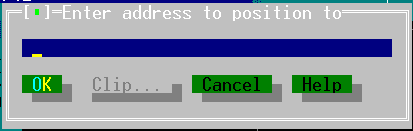 [▪]=Enter address to position to
OK Clip... Cancel Help